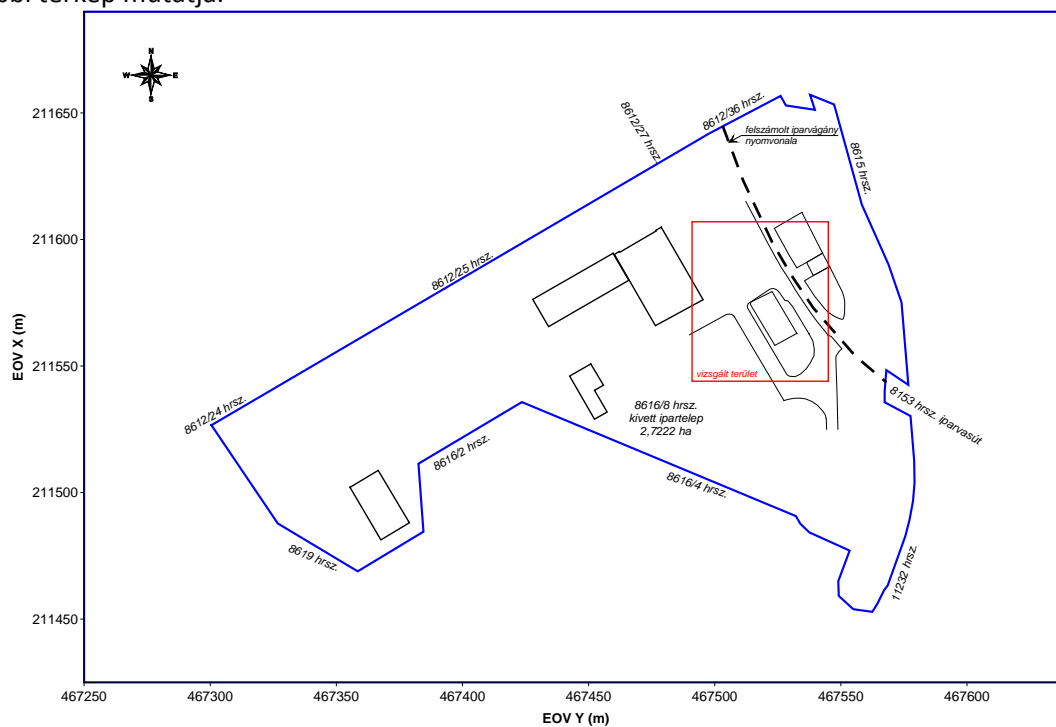 bbi térkép mutatja.
N
W E
S
211650
211600
211550
211500
211450
EOV X (m)
8612/27 hrsz.
8612/36 hrsz.
felszámolt iparvágány
nyomvonala
8615 hrsz.
8612/25 hrsz.
vizsgált terület
8153 hrsz. iparvasút
8612/24 hrsz.
8616/8 hrsz.
kivett ipartelep
2,7222 ha
8616/2 hrsz.
8616/4 hrsz.
8619 hrsz.
11232 hrsz.
467250 467300 467350 467400 467450 467500 467550 467600
EOV Y (m)